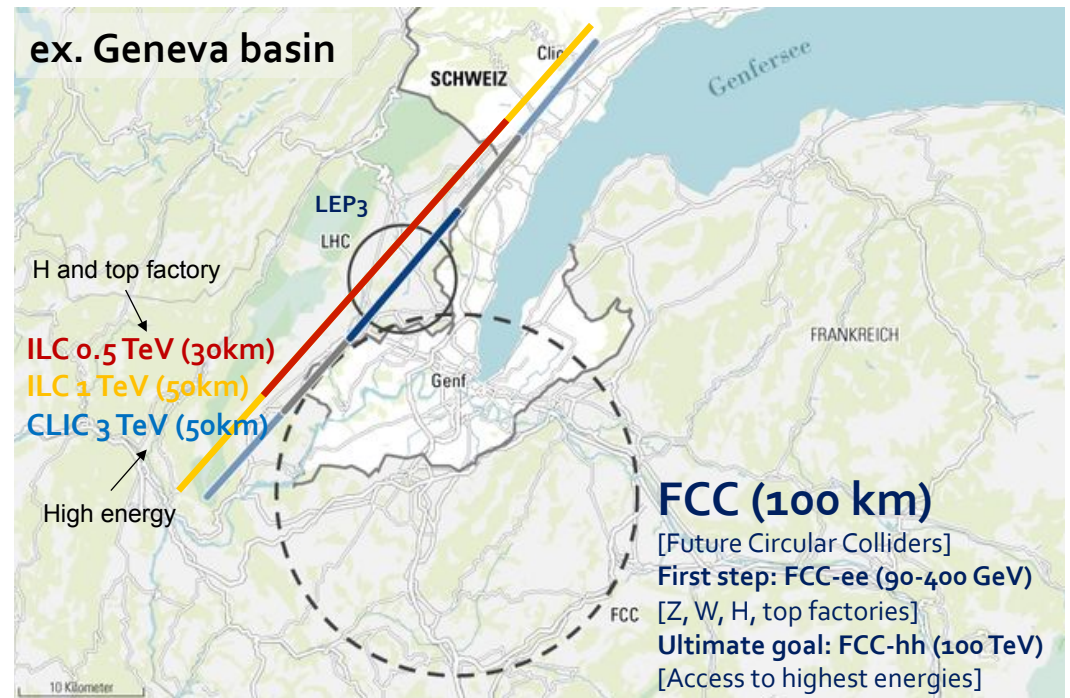 ex. Geneva basin
Clic
SCHWEIZ
Genfersee
LEP3
LHC
H and top factory
ILC 0.5 TeV (30km)
ILC 1 TeV (50km)
CLIC 3 TeV (50km)
High energy
FRANKREICH
Genf
FCC (100 km)
[Future Circular Colliders]
First step: FCC-ee (90-400 GeV)
[Z, W, H, top factories]
FCC
Ultimate goal: FCC-hh (100 TeV)
[Access to highest energies]
10 Kilometer